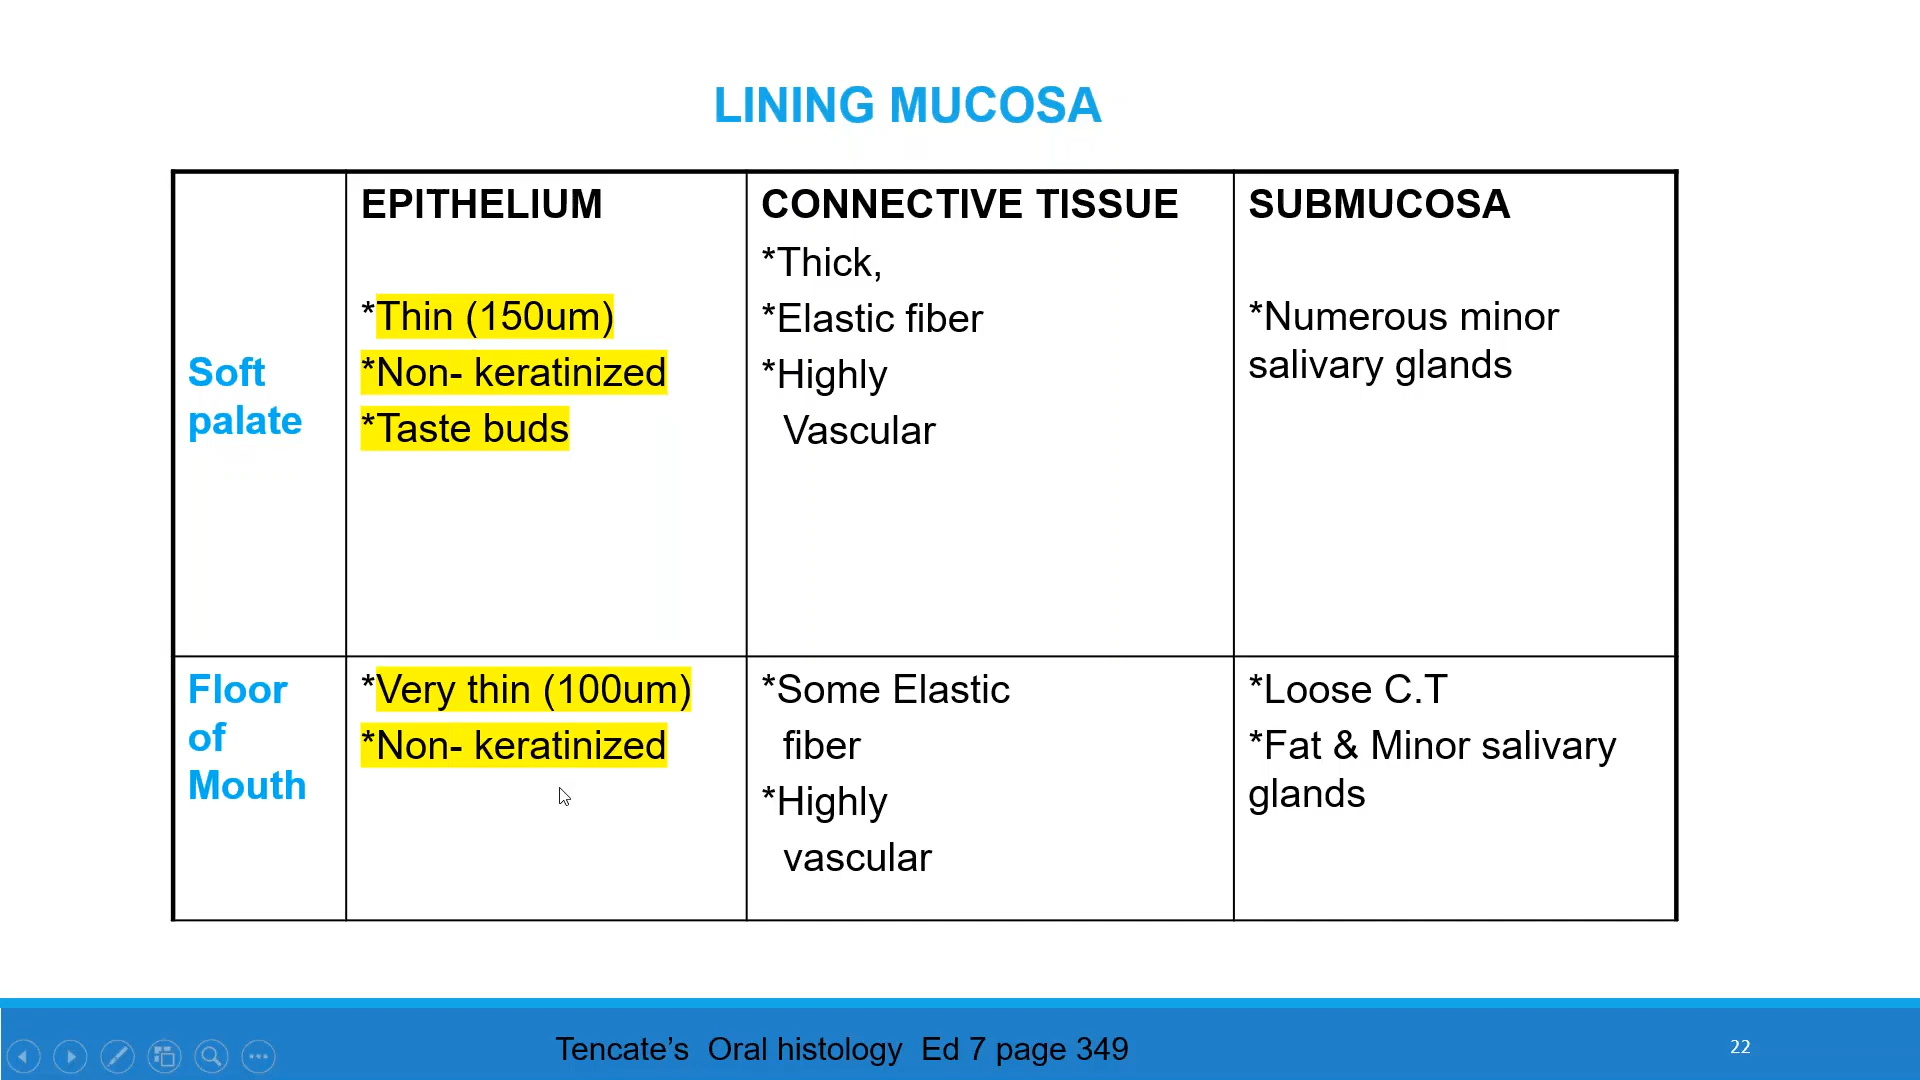 LINING MUCOSA
EPITHELIUM
CONNECTIVE TISSUE
SUBMUCOSA
Soft
palate
*Thin (150um)
*Non- keratinized
*Taste buds
*Thick,
*Elastic fiber
*Highly
Vascular
*Numerous minor
salivary glands
Floor
of
Mouth
*Very thin (100um)
*Non- keratinized
*Some Elastic
fiber
*Highly
vascular
*Loose C.T
*Fat & Minor salivary
glands
Tencate’s  Oral histology  Ed 7 page 349
22